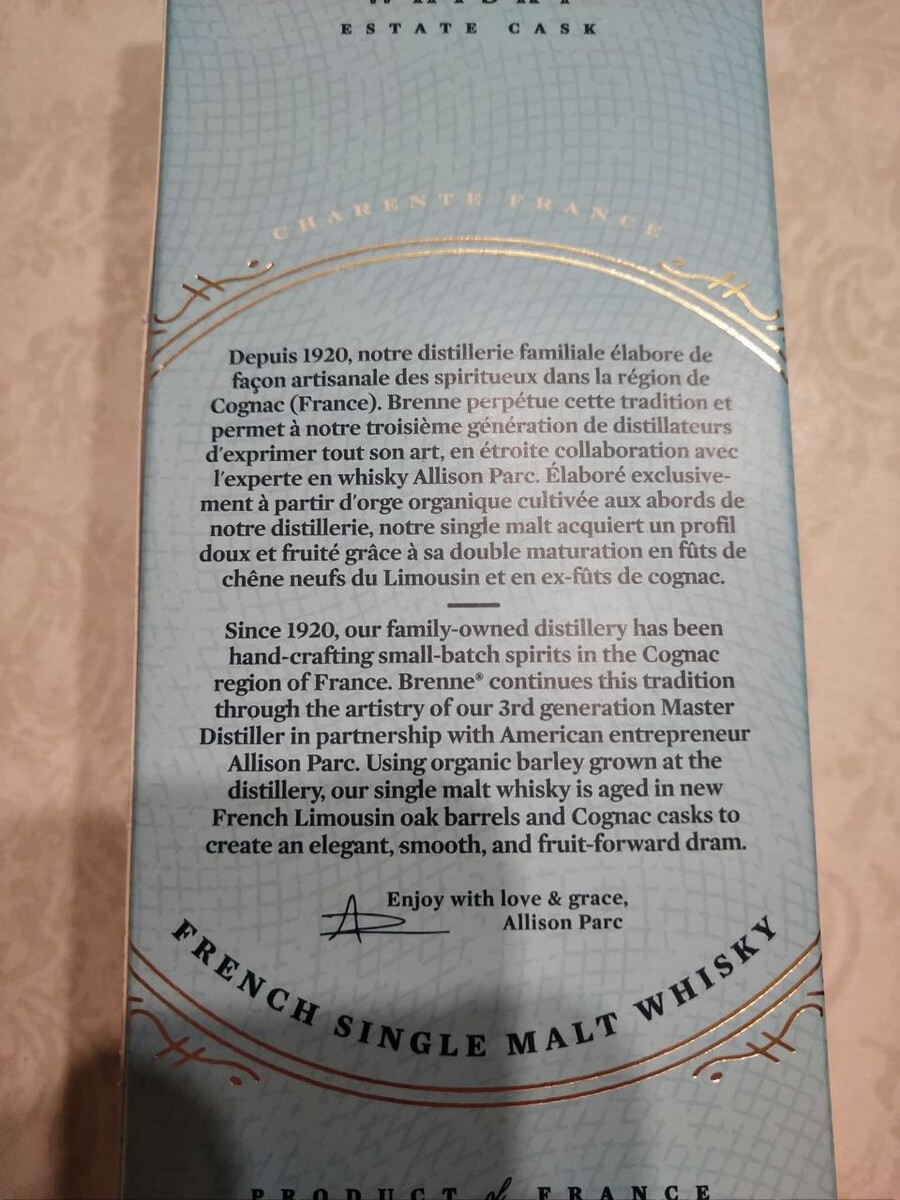 WHISKY
ESTATE CASK
CHARENTE FRANCE
Depuis 1920, notre distillerie familiale élabore de
façon artisanale des spiritueux dans la région de
Cognac (France). Brenne perpétue cette tradition et
permet à notre troisième génération de distillateurs
d'exprimer tout son art, en étroite collaboration avec
l'experte en whisky Allison Parc. Élaboré exclusive-
ment à partir d'orge organique cultivée aux abords de
notre distillerie, notre single malt acquiert un profil
doux et fruité grâce à sa double maturation en fûts de
chêne neufs du Limousin et en ex-fûts de cognac.
Since 1920, our family-owned distillery has been
hand-crafting small-batch spirits in the Cognac
region of France. Brenne® continues this tradition
through the artistry of our 3rd generation Master
Distiller in partnership with American entrepreneur
Allison Parc. Using organic barley grown at the
distillery, our single malt whisky is aged in new
French Limousin oak barrels and Cognac casks to
create an elegant, smooth, and fruit-forward dram.
Enjoy with love & grace,
Allison Parc
FRENCH SINGLE MALT WHISKY
PRODUCT of FRANCE